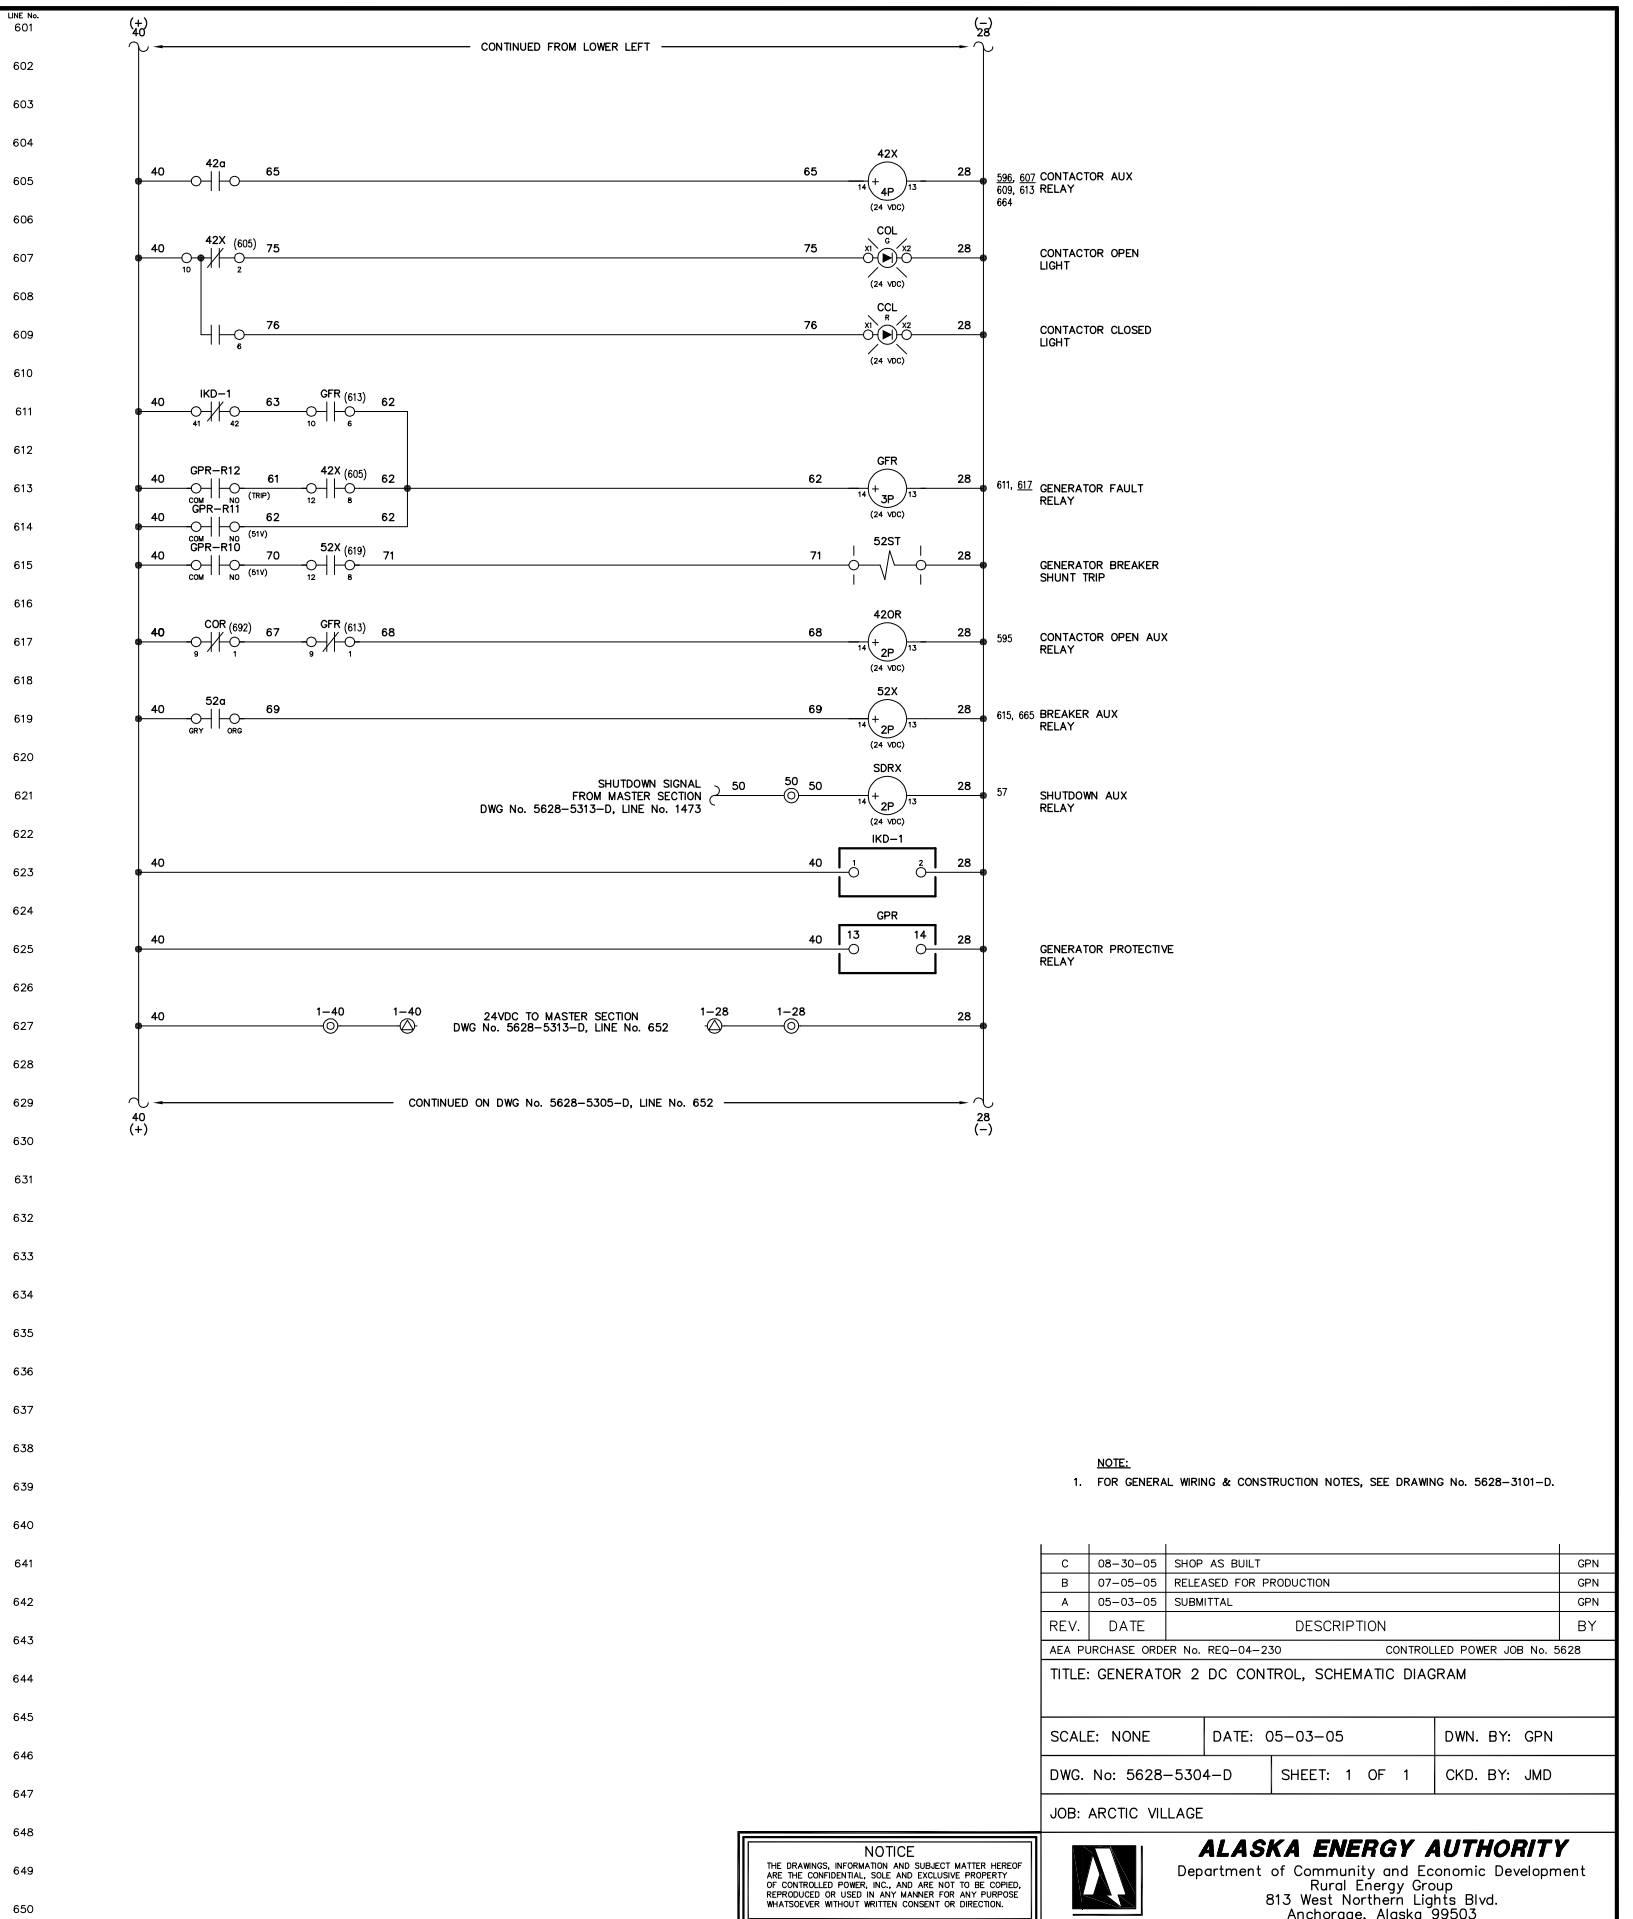 LINE No.
601 (+) (-)
40 28
CONTINUED FROM LOWER LEFT
602
603
604
42a 42X
605 40 65 65 14 + 4P 13 28 596, 607 CONTACTOR AUX
609, 613 RELAY
(24 VDC) 664
606
42X (605) COL
607 40 10 2 75 75 X1 G X2 28 CONTACTOR OPEN
LIGHT
(24 VDC)
608
CCL
609 6 76 76 X1 R X2 28 CONTACTOR CLOSED
LIGHT
(24 VDC)
610
IKD-1 GFR (613)
611 40 41 42 63 10 6 62
612
GPR-R12 42X (605) GFR
613 40 COM NO (TRIP) 61 12 8 62 62 14 + 3P 13 28 611, 617 GENERATOR FAULT
RELAY
(24 VDC)
GPR-R11
614 40 COM NO (51V) 62 62
GPR-R10 52X (619) 52ST
615 40 COM NO (51V) 70 12 8 71 71 28 GENERATOR BREAKER
SHUNT TRIP
616
COR (692) GFR (613) 42OR
617 40 9 1 67 9 1 68 68 14 + 2P 13 28 595 CONTACTOR OPEN AUX
RELAY
(24 VDC)
618
52a 52X
619 40 GRY ORG 69 69 14 + 2P 13 28 615, 665 BREAKER AUX
RELAY
(24 VDC)
620
SDRX
SHUTDOWN SIGNAL
621 FROM MASTER SECTION 50 50 50 14 + 2P 13 28 57 SHUTDOWN AUX
DWG No. 5628-5313-D, LINE No. 1473 RELAY
(24 VDC)
622
IKD-1
623 40 40 1 2 28
624
GPR
625 40 40 13 14 28 GENERATOR PROTECTIVE
RELAY
626
1-40 1-40 24VDC TO MASTER SECTION 1-28 1-28
627 40 DWG No. 5628-5313-D, LINE No. 652 28
628
629 CONTINUED ON DWG No. 5628-5305-D, LINE No. 652
40 28
(+) (-)
630
631
632
633
634
635
636
637
638
NOTE:
639 1. FOR GENERAL WIRING & CONSTRUCTION NOTES, SEE DRAWING No. 5628-3101-D.
640
641 C 08-30-05 SHOP AS BUILT GPN
B 07-05-05 RELEASED FOR PRODUCTION GPN
642 A 05-03-05 SUBMITTAL GPN
REV. DATE DESCRIPTION BY
643
AEA PURCHASE ORDER No. REQ-04-230 CONTROLLED POWER JOB No. 5628
644 TITLE: GENERATOR 2 DC CONTROL, SCHEMATIC DIAGRAM
645
SCALE: NONE DATE: 05-03-05 DWN. BY: GPN
646
DWG. No: 5628-5304-D SHEET: 1 OF 1 CKD. BY: JMD
647
JOB: ARCTIC VILLAGE
648
NOTICE
THE DRAWINGS, INFORMATION AND SUBJECT MATTER HEREOF
ARE THE CONFIDENTIAL, SOLE AND EXCLUSIVE PROPERTY
OF CONTROLLED POWER, INC., AND ARE NOT TO BE COPIED,
REPRODUCED OR USED IN ANY MANNER FOR ANY PURPOSE
WHATSOEVER WITHOUT WRITTEN CONSENT OR DIRECTION.
649
650
ALASKA ENERGY AUTHORITY
Department of Community and Economic Development
Rural Energy Group
813 West Northern Lights Blvd.
Anchorage, Alaska 99503